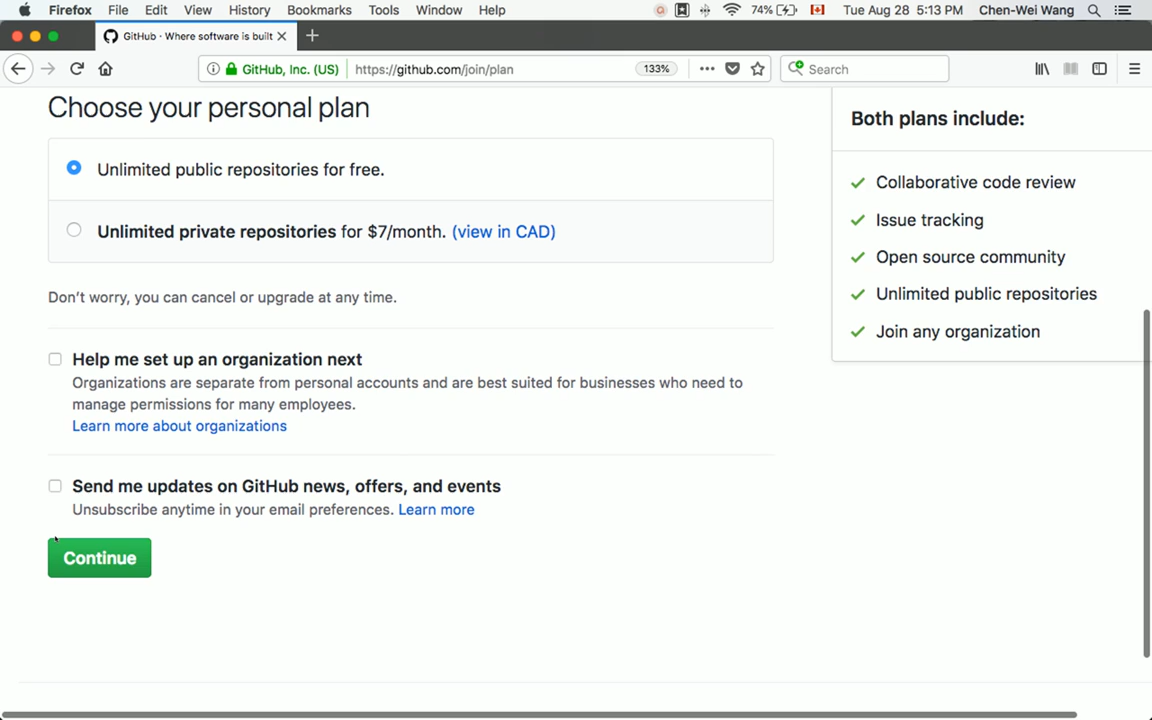 Firefox File Edit View History Bookmarks Tools Window Help 74% Tue Aug 28 5:13 PM Chen-Wei Wang
GitHub · Where software is built
GitHub, Inc. (US) https://github.com/join/plan 133% Search
Choose your personal plan
Unlimited public repositories for free.
Unlimited private repositories for $7/month. (view in CAD)
Don't worry, you can cancel or upgrade at any time.
Help me set up an organization next
Organizations are separate from personal accounts and are best suited for businesses who need to
manage permissions for many employees.
Learn more about organizations
Send me updates on GitHub news, offers, and events
Unsubscribe anytime in your email preferences. Learn more
Continue
Both plans include:
Collaborative code review
Issue tracking
Open source community
Unlimited public repositories
Join any organization